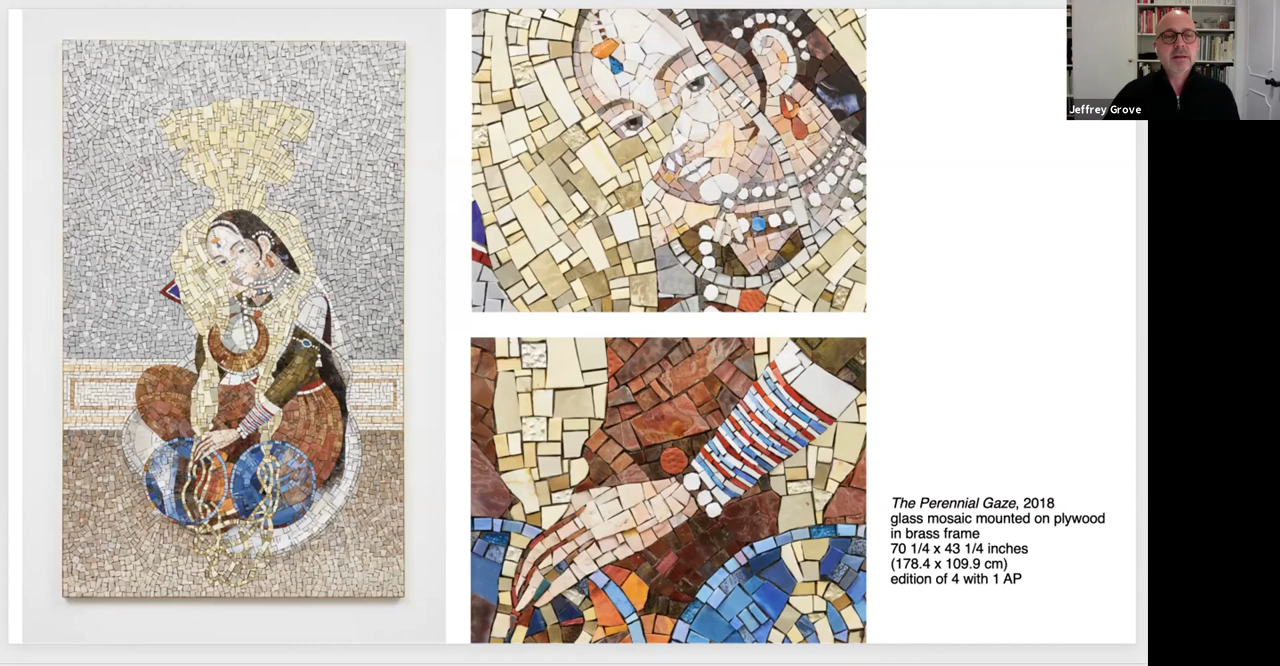 Jeffrey Grove
The Perennial Gaze, 2018
glass mosaic mounted on plywood
in brass frame
70 1/4 x 43 1/4 inches
(178.4 x 109.9 cm)
edition of 4 with 1 AP